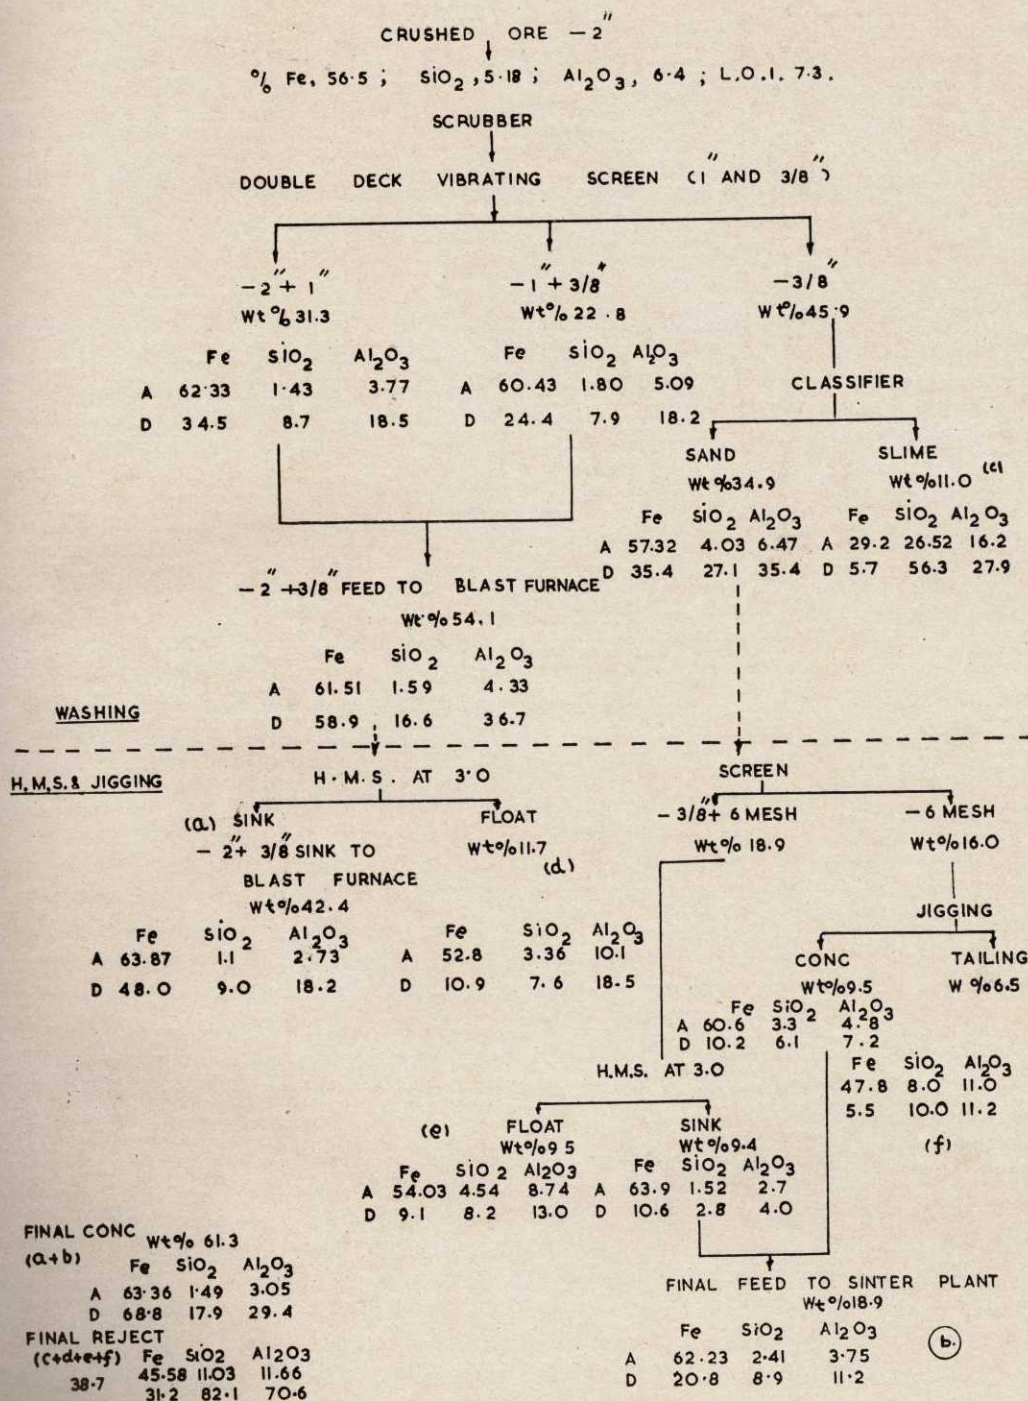 CRUSHED ORE -2"
% Fe, 56.5 ; SiO2, 5.18 ; Al2O3, 6.4 ; L.O.I. 7.3.
SCRUBBER
DOUBLE DECK VIBRATING SCREEN (1" AND 3/8")
-2"+ 1"
Wt% 31.3
Fe SiO2 Al2O3
A 62.33 1.43 3.77
D 34.5 8.7 18.5
-1"+ 3/8"
Wt% 22.8
Fe SiO2 Al2O3
A 60.43 1.80 5.09
D 24.4 7.9 18.2
-3/8"
Wt% 45.9
CLASSIFIER
SAND
Wt% 34.9
Fe SiO2 Al2O3
A 57.32 4.03 6.47
D 35.4 27.1 35.4
SLIME
Wt% 11.0 (c)
Fe SiO2 Al2O3
A 29.2 26.52 16.2
D 5.7 56.3 27.9
-2"+3/8" FEED TO BLAST FURNACE
Wt% 54.1
Fe SiO2 Al2O3
A 61.51 1.59 4.33
D 58.9 16.6 36.7
WASHING
H.M.S.& JIGGING
H.M.S. AT 3.0
(a) SINK
- 2"+ 3/8" SINK TO
BLAST FURNACE
Wt% 42.4
Fe SiO2 Al2O3
A 63.87 1.1 2.73
D 48.0 9.0 18.2
FLOAT
Wt% 11.7
(d)
Fe SiO2 Al2O3
A 52.8 3.36 10.1
D 10.9 7.6 18.5
SCREEN
- 3/8"+ 6 MESH
Wt% 18.9
-6 MESH
Wt% 16.0
JIGGING
CONC
Wt% 9.5
Fe SiO2 Al2O3
A 60.6 3.3 4.8
D 10.2 6.1 7.2
TAILING
W % 6.5
Fe SiO2 Al2O3
47.8 8.0 11.0
5.5 10.0 11.2
(f)
H.M.S. AT 3.0
(e) FLOAT
Wt% 9 5
Fe SiO2 Al2O3
A 54.03 4.54 8.74
D 9.1 8.2 13.0
SINK
Wt% 9.4
Fe SiO2 Al2O3
A 63.9 1.52 2.7
D 10.6 2.8 4.0
FINAL FEED TO SINTER PLANT
Wt% 18.9
Fe SiO2 Al2O3
A 62.23 2.41 3.75
D 20.8 8.9 11.2
b.
FINAL CONC Wt% 61.3
(a+b) Fe SiO2 Al2O3
A 63.36 1.49 3.05
D 68.8 17.9 29.4
FINAL REJECT
(c+d+e+f) Fe SiO2 Al2O3
38.7 45.58 11.03 11.66
31.2 82.1 70.6